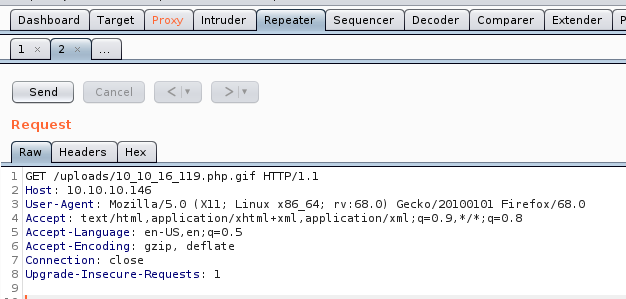 Dashboard Target Proxy Intruder Repeater Sequencer Decoder Comparer Extender P
1 × 2 × ...
Send Cancel < ▼ > ▼
Request
Raw Headers Hex
1 GET /uploads/10_10_16_119.php.gif HTTP/1.1
2 Host: 10.10.10.146
3 User-Agent: Mozilla/5.0 (X11; Linux x86_64; rv:68.0) Gecko/20100101 Firefox/68.0
4 Accept: text/html,application/xhtml+xml,application/xml;q=0.9,*/*;q=0.8
5 Accept-Language: en-US,en;q=0.5
6 Accept-Encoding: gzip, deflate
7 Connection: close
8 Upgrade-Insecure-Requests: 1
9